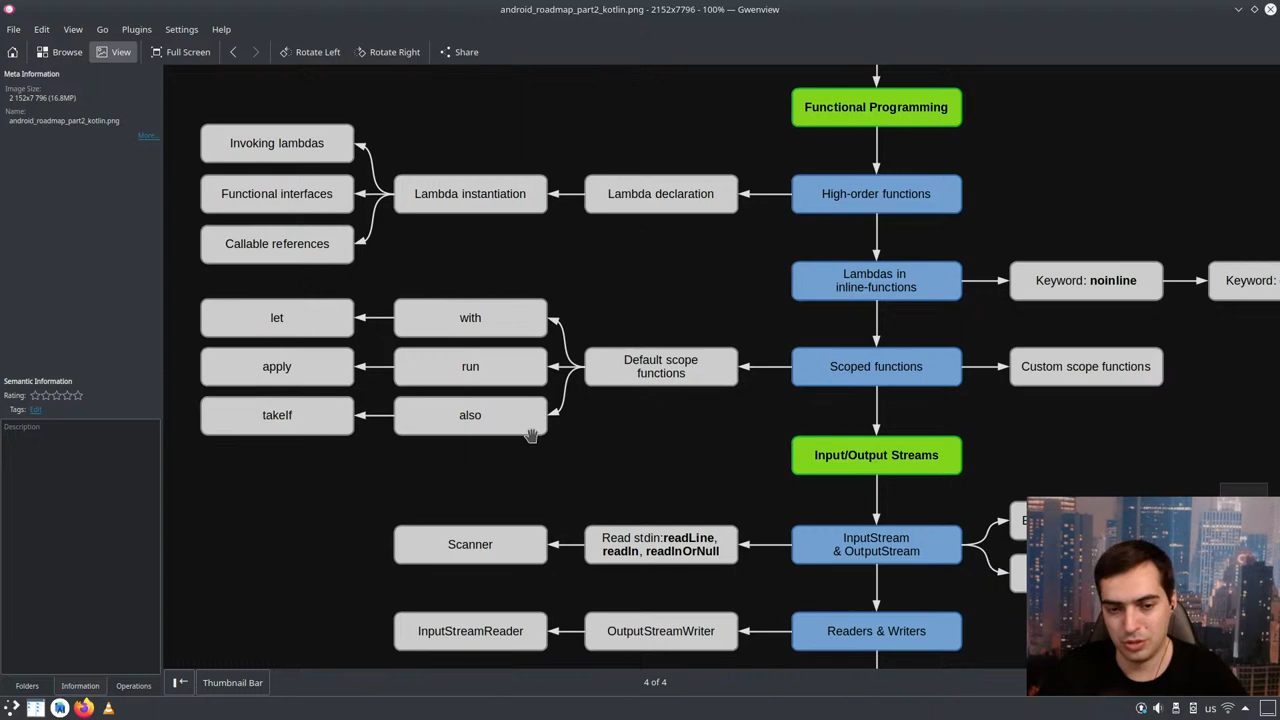 android_roadmap_part2_kotlin.png - 2152x7796 - 100% — Gwenview
File Edit View Go Plugins Settings Help
Browse View Full Screen Rotate Left Rotate Right Share
Meta Information
Image Size:
2 152x7 796 (16.8MP)
Name:
android_roadmap_part2_kotlin.png
More...
Semantic Information
Rating:
Tags: Edit
Description
Folders Information Operations
Functional Programming
Invoking lambdas
Functional interfaces
Lambda instantiation
Lambda declaration
High-order functions
Callable references
Lambdas in
inline-functions
Keyword: noinline
Keyword:
let
with
apply
run
Default scope
functions
Scoped functions
Custom scope functions
takeIf
also
Input/Output Streams
Scanner
Read stdin:readLine,
readIn, readInOrNull
InputStream
& OutputStream
InputStreamReader
OutputStreamWriter
Readers & Writers
Thumbnail Bar
4 of 4
us